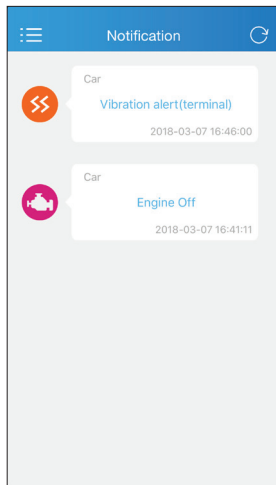 Notification
Car
Vibration alert(terminal)
2018-03-07 16:46:00
Car
Engine Off
2018-03-07 16:41:11